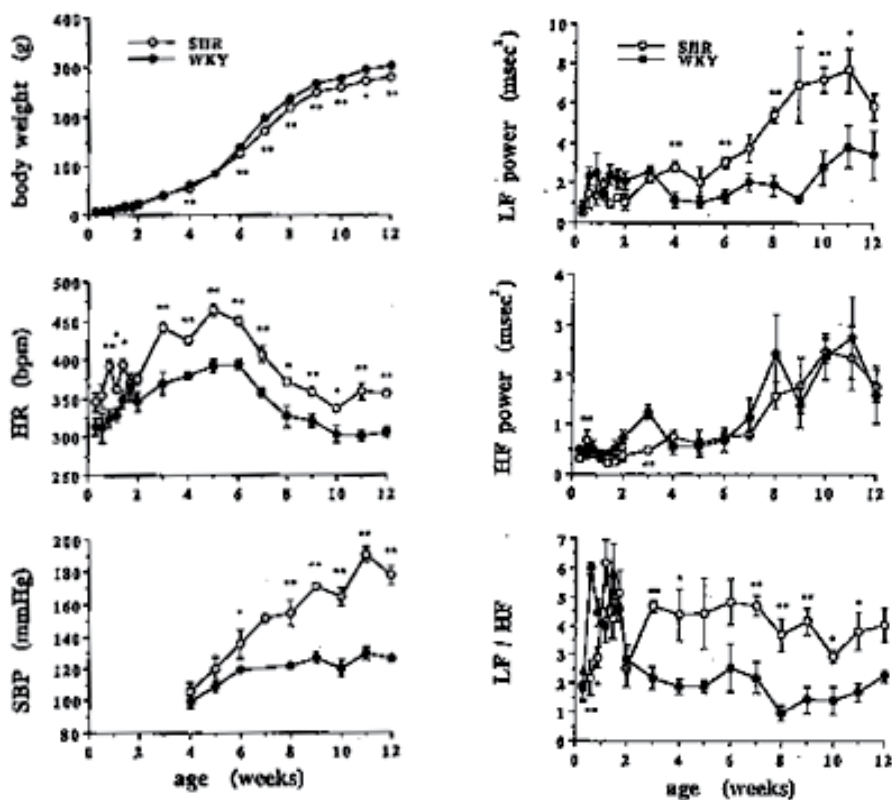 body weight (g)
400
300
0
SHR
WKY
0 2 4 6 8 10 12
LF power (msec²)
10
8
6
4
2
0
SHR
WKY
2 4 6 8 10 12
HR (bpm)
500
450
400
350
300
250
0 2 4 6 8 10 12
HF power (msec²)
4
3
2
1
0
0 2 4 6 8 10 12
SBP (mmHg)
200
180
160
140
120
100
80
0 2 4 6 8 10 12
age (weeks)
LF / HF
7
6
5
4
3
2
1
0
0 2 4 6 8 10 12
age (weeks)